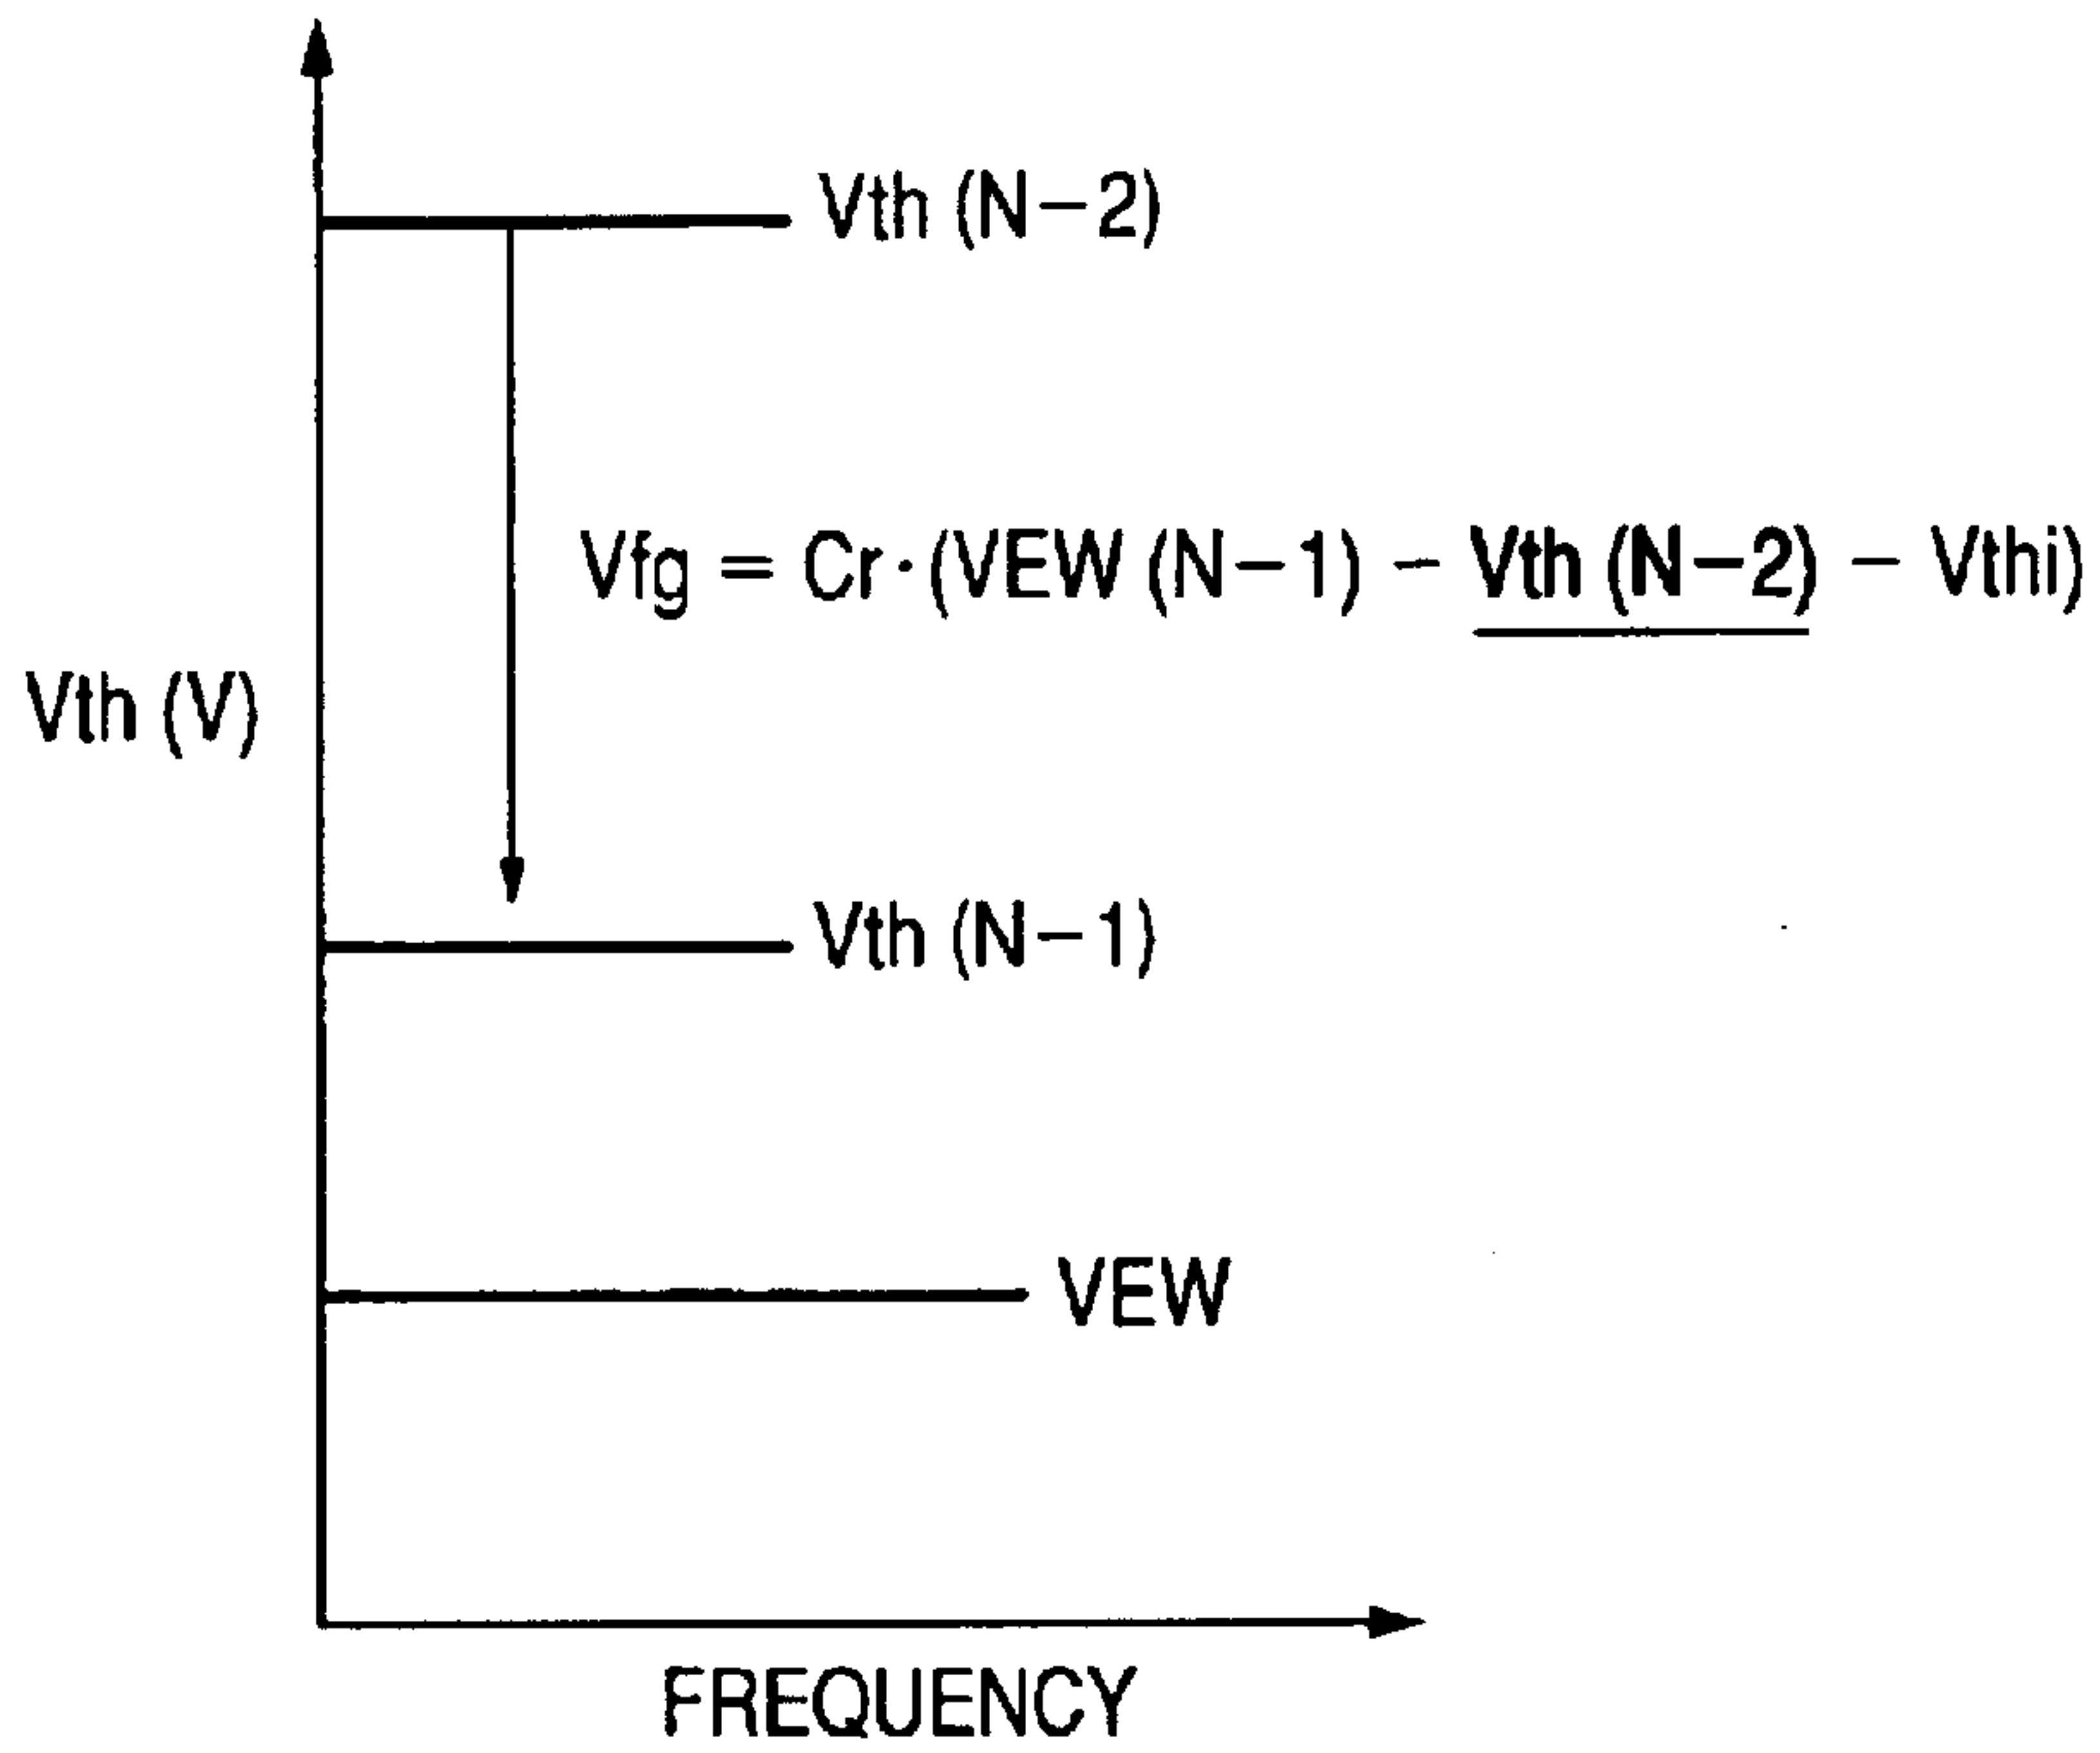 Vth (N−2)
Vfg = Cr·(VEW (N−1) − Vth (N−2) − Vthi)
Vth (V)
Vth (N−1)
VEW
FREQUENCY